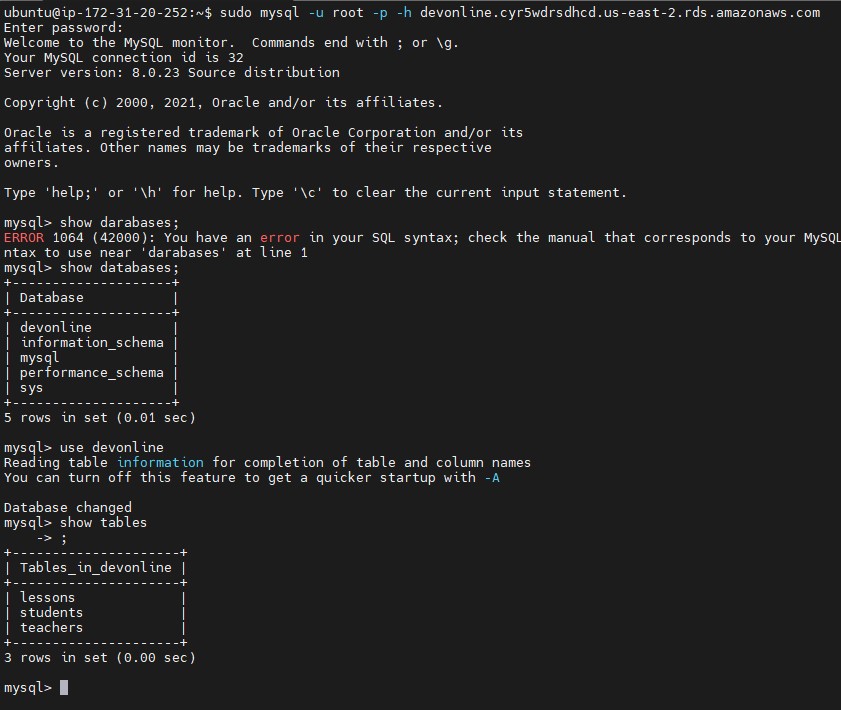 ubuntu@ip-172-31-20-252:~$ sudo mysql -u root -p -h devonline.cyr5wdrsdhcd.us-east-2.rds.amazonaws.com
Enter password:
Welcome to the MySQL monitor.  Commands end with ; or \g.
Your MySQL connection id is 32
Server version: 8.0.23 Source distribution

Copyright (c) 2000, 2021, Oracle and/or its affiliates.

Oracle is a registered trademark of Oracle Corporation and/or its
affiliates. Other names may be trademarks of their respective
owners.

Type 'help;' or '\h' for help. Type '\c' to clear the current input statement.

mysql> show darabases;
ERROR 1064 (42000): You have an error in your SQL syntax; check the manual that corresponds to your MySQL
ntax to use near 'darabases' at line 1
mysql> show databases;
+--------------------+
| Database           |
+--------------------+
| devonline          |
| information_schema |
| mysql              |
| performance_schema |
| sys                |
+--------------------+
5 rows in set (0.01 sec)

mysql> use devonline
Reading table information for completion of table and column names
You can turn off this feature to get a quicker startup with -A

Database changed
mysql> show tables
    -> ;
+---------------------+
| Tables_in_devonline |
+---------------------+
| lessons             |
| students            |
| teachers            |
+---------------------+
3 rows in set (0.00 sec)

mysql>